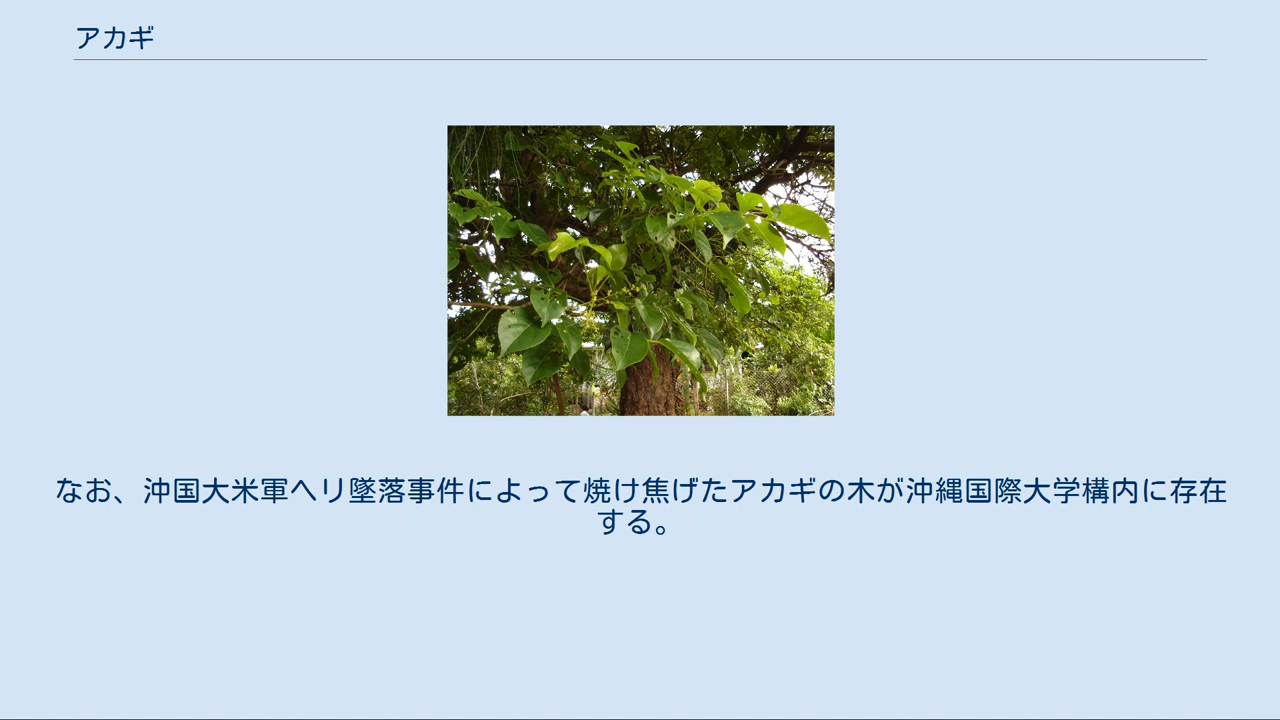 アカギ
なお、沖国大米軍ヘリ墜落事件によって焼け焦げたアカギの木が沖縄国際大学構内に存在
する。